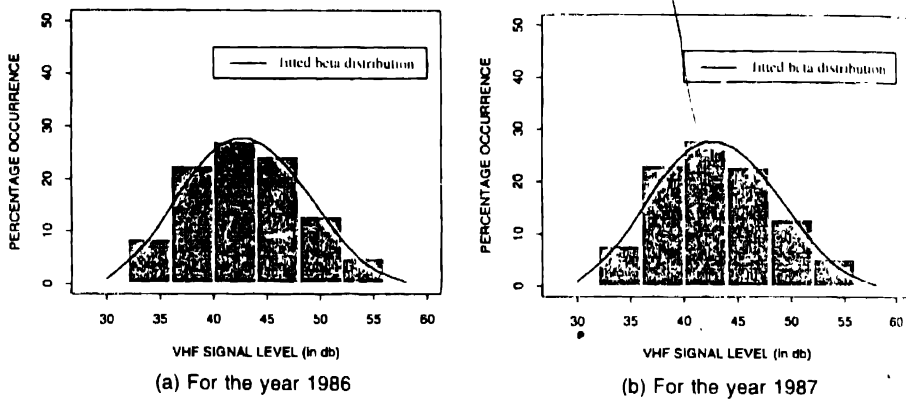 PERCENTAGE OCCURRENCE
50
40
30
20
10
0
fitted beta distribution
30 35 40 45 50 55 60
VHF SIGNAL LEVEL (in db)
(a) For the year 1986
PERCENTAGE OCCURRENCE
50
40
30
20
10
0
fitted beta distribution
30 35 40 45 50 55 60
VHF SIGNAL LEVEL (in db)
(b) For the year 1987